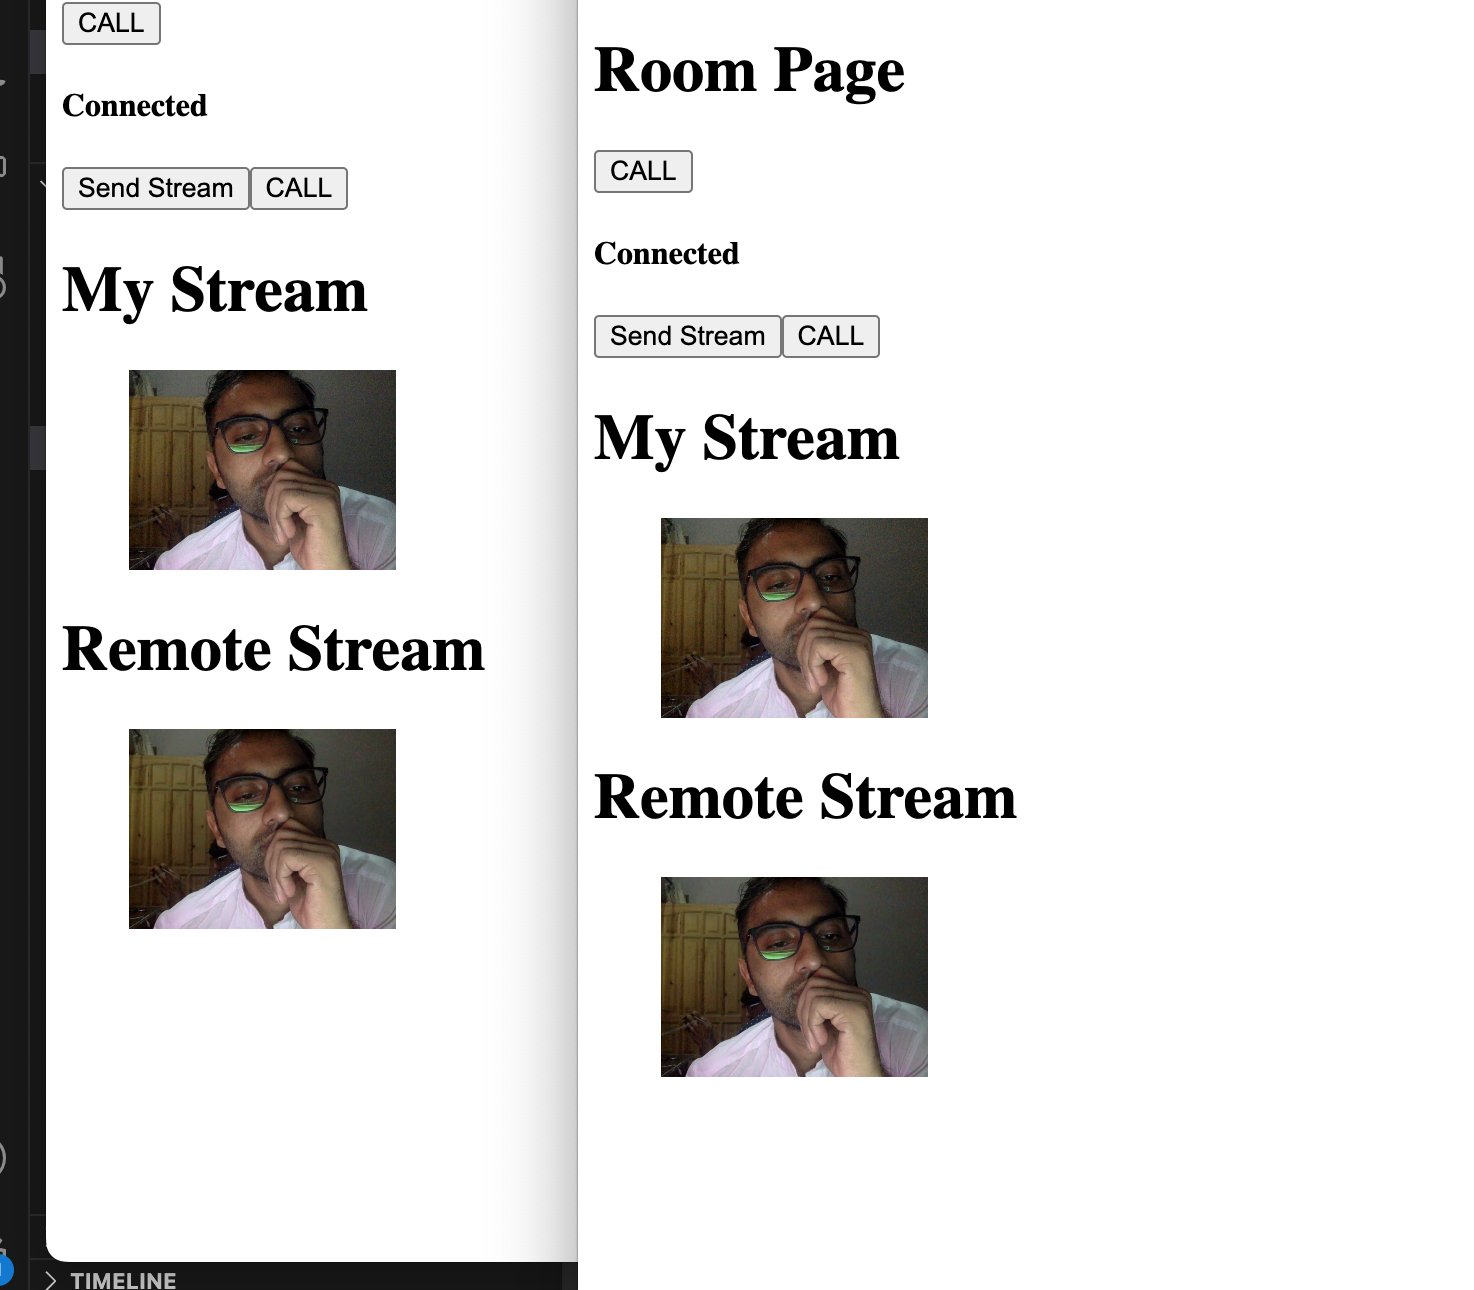 CALL
Connected
Send Stream CALL
My Stream
Remote Stream
TIMELINE
Room Page
CALL
Connected
Send Stream CALL
My Stream
Remote Stream